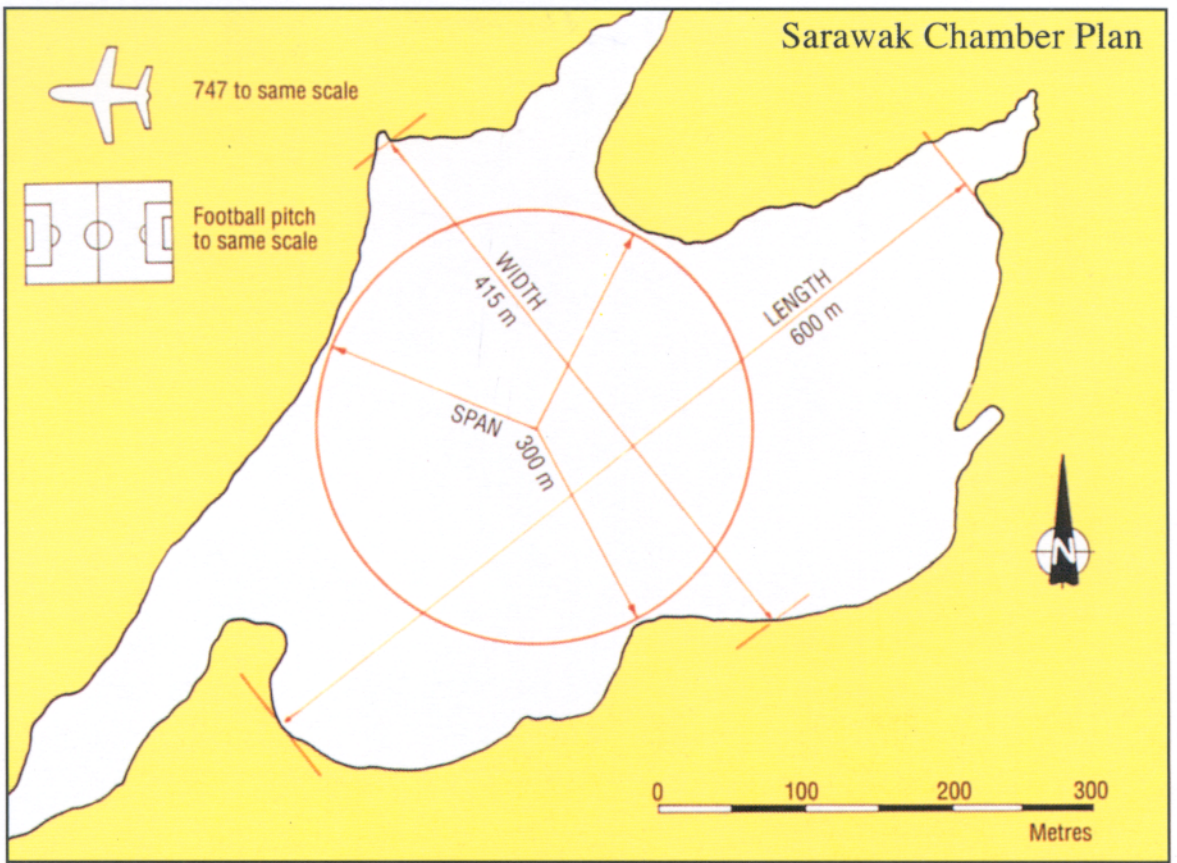 Sarawak Chamber Plan
747 to same scale
Football pitch
to same scale
WIDTH
415 m
LENGTH
600 m
SPAN
300 m
N
0 100 200 300
Metres